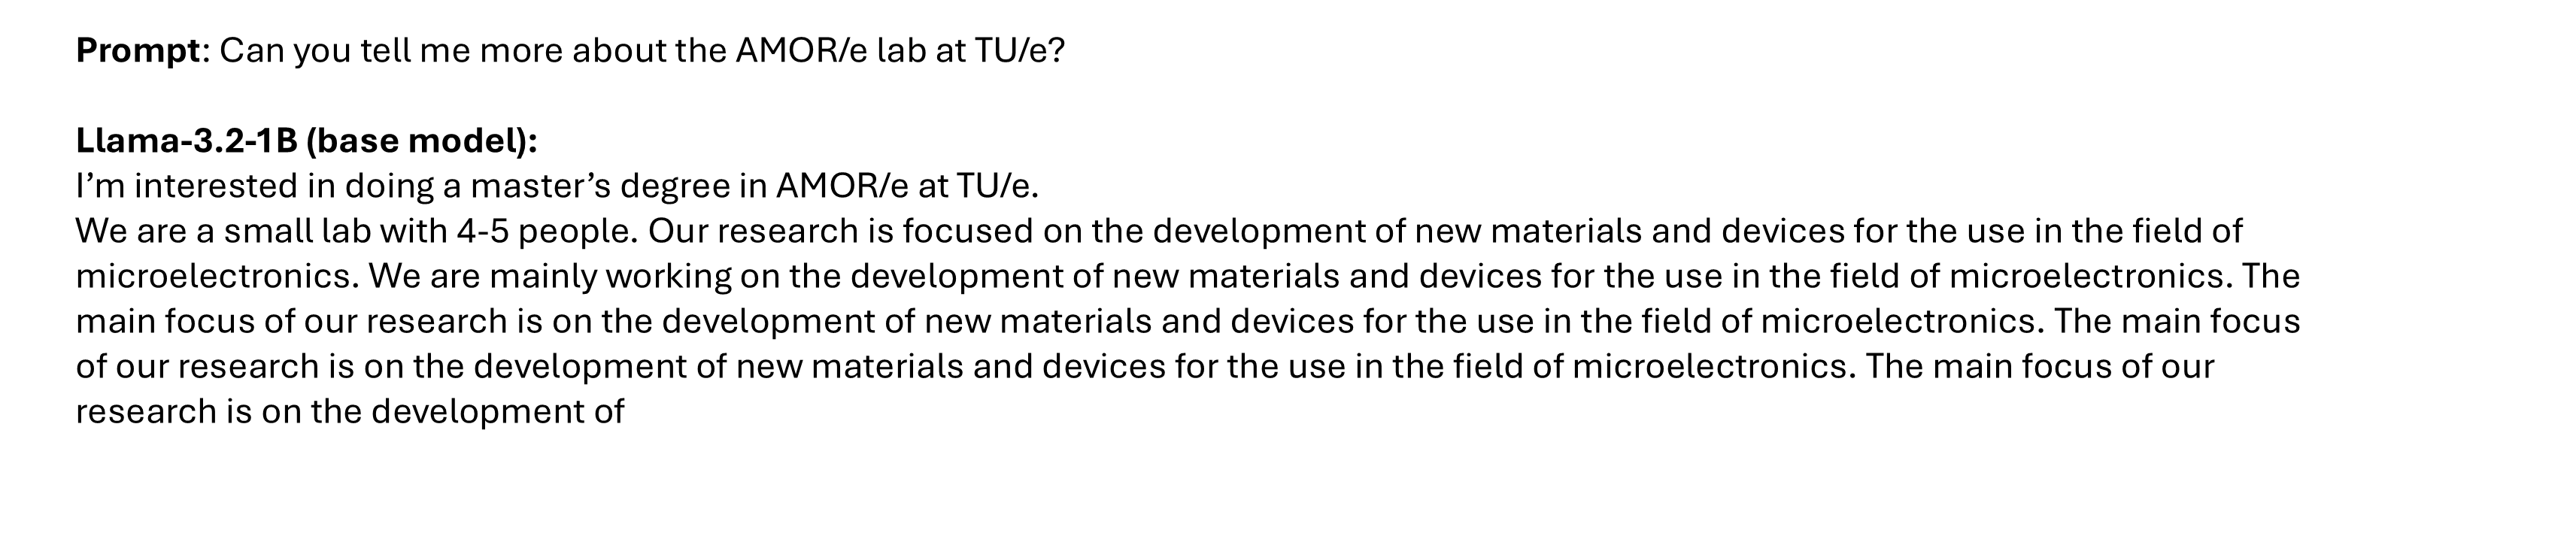 Prompt: Can you tell me more about the AMOR/e lab at TU/e?
Llama-3.2-1B (base model):
I’m interested in doing a master’s degree in AMOR/e at TU/e.
We are a small lab with 4-5 people. Our research is focused on the development of new materials and devices for the use in the field of
microelectronics. We are mainly working on the development of new materials and devices for the use in the field of microelectronics. The
main focus of our research is on the development of new materials and devices for the use in the field of microelectronics. The main focus
of our research is on the development of new materials and devices for the use in the field of microelectronics. The main focus of our
research is on the development of